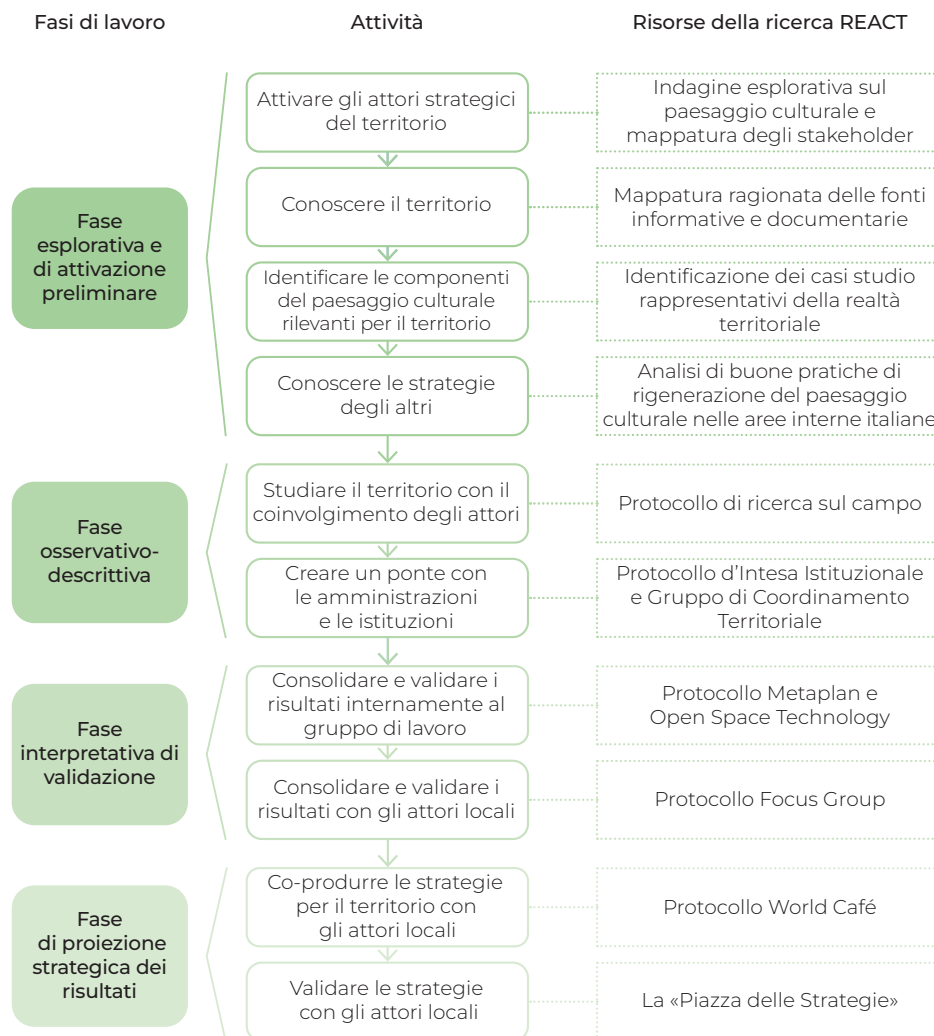 Fasi di lavoro
Attività
Risorse della ricerca REACT
Fase
esplorativa e
di attivazione
preliminare
Attivare gli attori strategici
del territorio
Indagine esplorativa sul
paesaggio culturale e
mappatura degli stakeholder
Conoscere il territorio
Mappatura ragionata delle fonti
informative e documentarie
Identificare le componenti
del paesaggio culturale
rilevanti per il territorio
Identificazione dei casi studio
rappresentativi della realtà
territoriale
Conoscere le strategie
degli altri
Analisi di buone pratiche di
rigenerazione del paesaggio
culturale nelle aree interne italiane
Fase
osservativo-
descrittiva
Studiare il territorio con il
coinvolgimento degli attori
Protocollo di ricerca sul campo
Creare un ponte con
le amministrazioni
e le istituzioni
Protocollo d’Intesa Istituzionale
e Gruppo di Coordinamento
Territoriale
Fase
interpretativa di
validazione
Consolidare e validare i
risultati internamente al
gruppo di lavoro
Protocollo Metaplan e
Open Space Technology
Consolidare e validare i
risultati con gli attori locali
Protocollo Focus Group
Fase
di proiezione
strategica dei
risultati
Co-produrre le strategie
per il territorio con
gli attori locali
Protocollo World Café
Validare le strategie
con gli attori locali
La «Piazza delle Strategie»